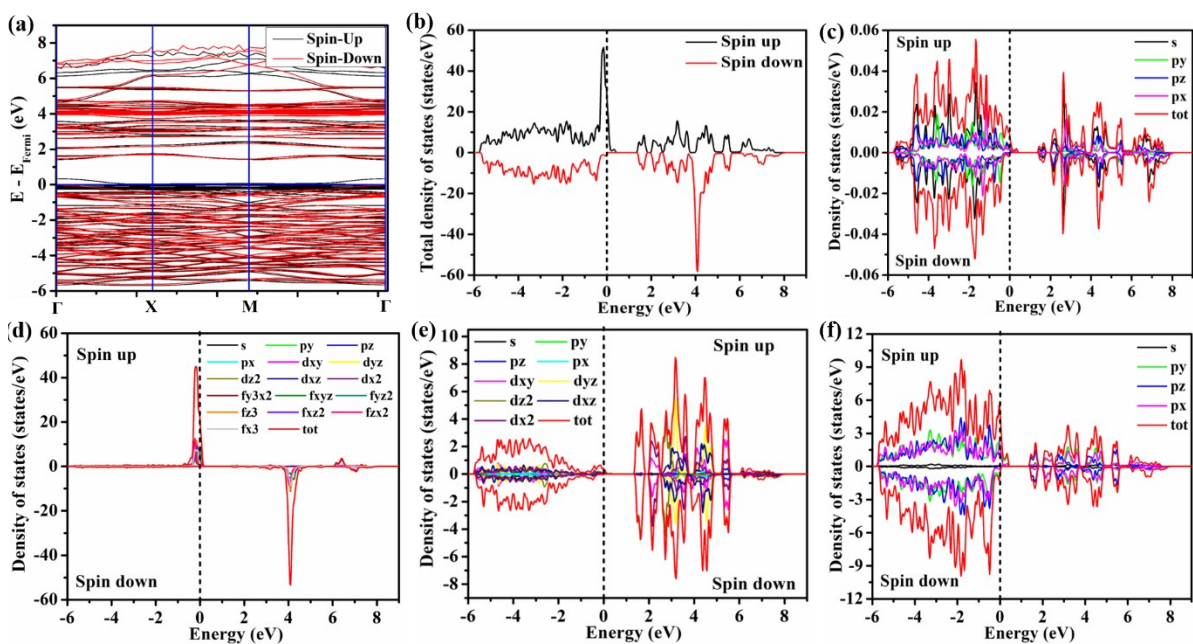 (a)
Spin-Up
Spin-Down
E - E_Fermi (eV)
8
6
4
2
0
-2
-4
-6
Γ X M Γ
(b)
Spin up
Spin down
Total density of states (states/eV)
60
40
20
0
-20
-40
-60
-6 -4 -2 0 2 4 6 8
Energy (eV)
(c)
Spin up
s
py
pz
px
tot
Density of states (states/eV)
0.06
0.04
0.02
0.00
-0.02
-0.04
-0.06
Spin down
-6 -4 -2 0 2 4 6 8
Energy (eV)
(d)
Spin up
s py pz
px dxy dyz
dz2 dxz dx2
fy3x2 fxyz fyz2
fz3 fxz2 fzx2
fx3 tot
Density of states (states/eV)
60
40
20
0
-20
-40
-60
Spin down
-6 -4 -2 0 2 4 6 8
Energy (eV)
(e)
s py
pz px
dxy dyz
dz2 dxz
dx2 tot
Spin up
Density of states (states/eV)
10
8
6
4
2
0
-2
-4
-6
-8
Spin down
-6 -4 -2 0 2 4 6 8
Energy (eV)
(f)
Spin up
s
py
pz
px
tot
Density of states (states/eV)
12
9
6
3
0
-3
-6
-9
-12
Spin down
-6 -4 -2 0 2 4 6 8
Energy (eV)